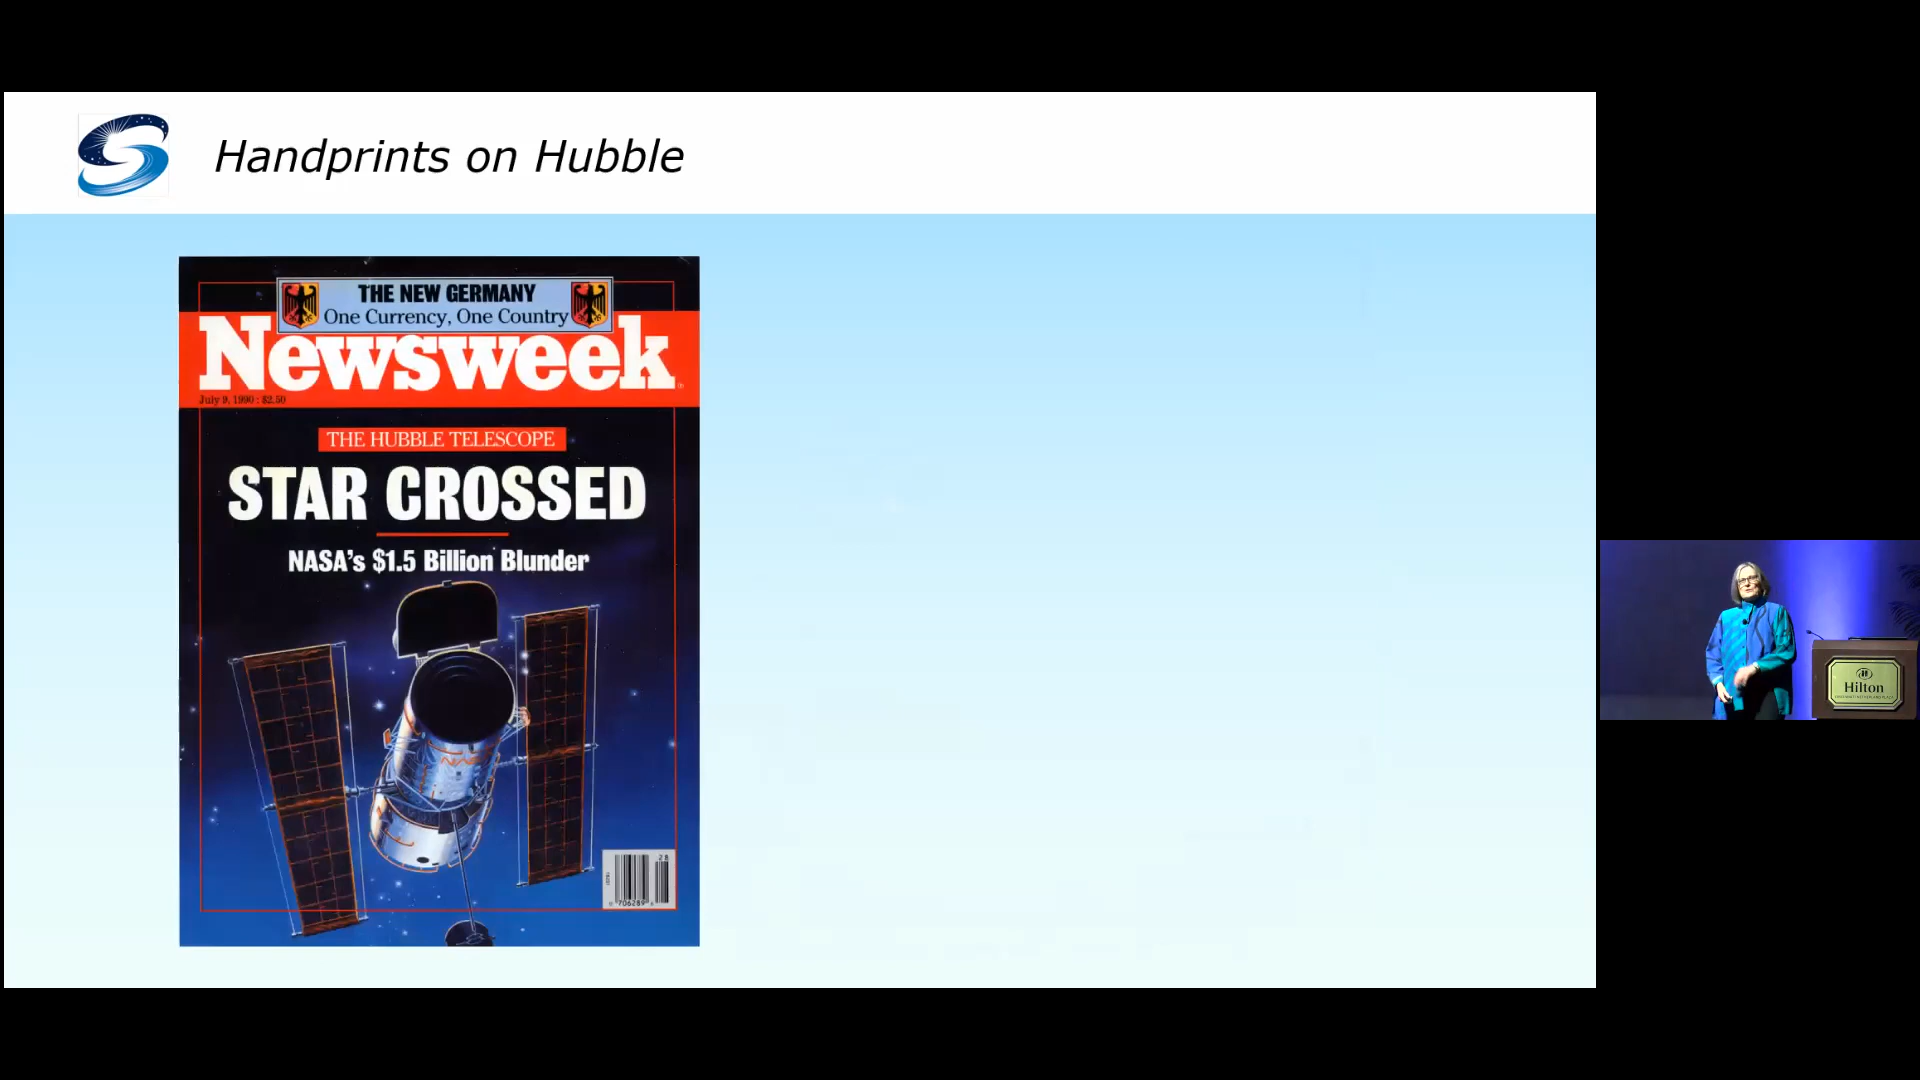 Handprints on Hubble
THE NEW GERMANY
One Currency, One Country
Newsweek
July 9, 1990 : $2.50
THE HUBBLE TELESCOPE
STAR CROSSED
NASA's $1.5 Billion Blunder
NASA
Hilton